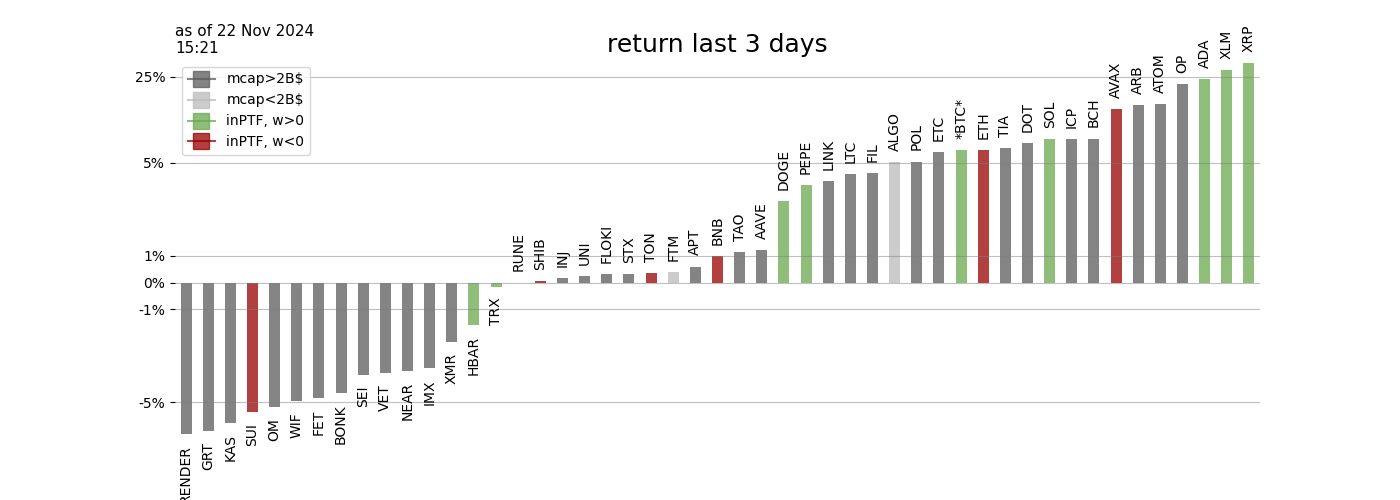 as of 22 Nov 2024
15:21
return last 3 days
mcap>2B$
mcap<2B$
inPTF, w>0
inPTF, w<0
25%
5%
1%
0%
-1%
-5%
RENDER
GRT
KAS
SUI
OM
WIF
FET
BONK
SEI
VET
NEAR
IMX
XMR
HBAR
TRX
RUNE
SHIB
INJ
UNI
FLOKI
STX
TON
FTM
APT
BNB
TAO
AAVE
DOGE
PEPE
LINK
LTC
FIL
ALGO
POL
ETC
*BTC*
ETH
TIA
DOT
SOL
ICP
BCH
AVAX
ARB
ATOM
OP
ADA
XLM
XRP